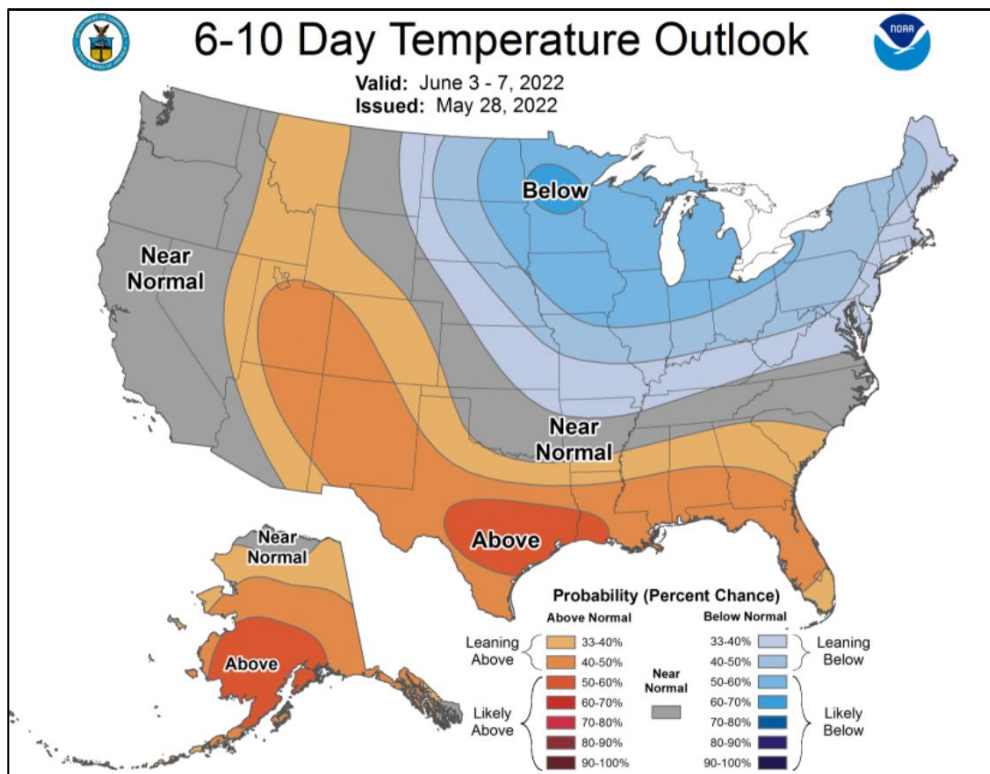 6-10 Day Temperature Outlook
NOAA
Valid: June 3 - 7, 2022
Issued: May 28, 2022
Below
Near
Normal
Near
Normal
Above
Near
Normal
Above
Probability (Percent Chance)
Above Normal
Below Normal
Leaning
Above
33-40%
40-50%
Likely
Above
50-60%
60-70%
70-80%
80-90%
90-100%
Near
Normal
33-40%
40-50%
Leaning
Below
50-60%
60-70%
70-80%
80-90%
90-100%
Likely
Below